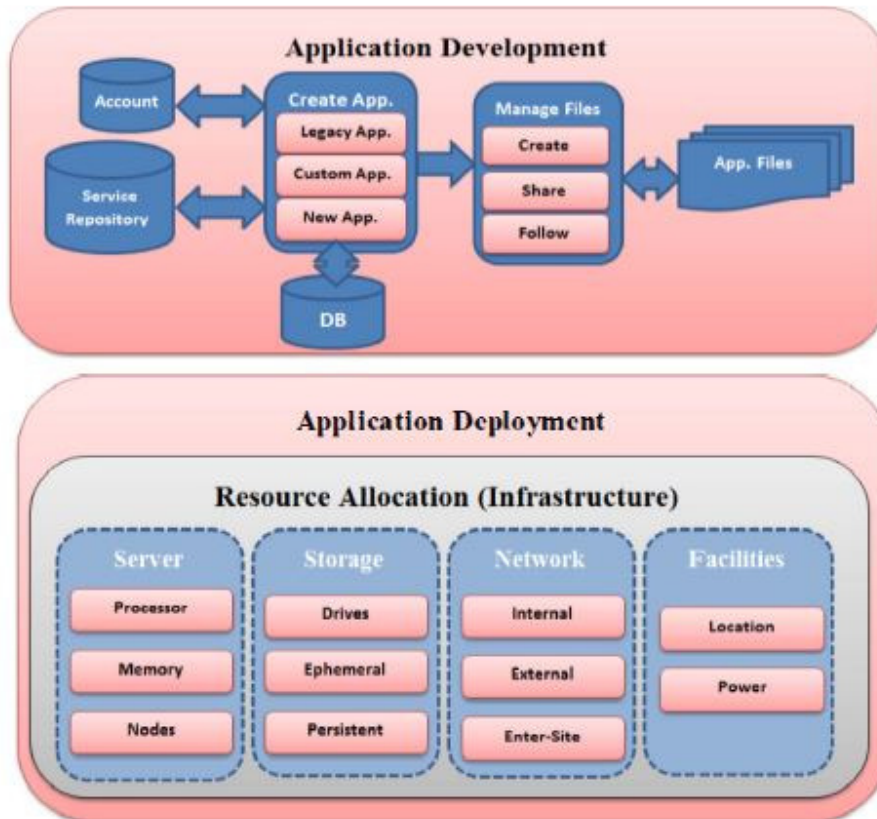 Application Development
Account
Service
Repository
Create App.
Legacy App.
Custom App.
New App.
DB
Manage Files
Create
Share
Follow
App. Files
Application Deployment
Resource Allocation (Infrastructure)
Server
Processor
Memory
Nodes
Storage
Drives
Ephemeral
Persistent
Network
Internal
External
Enter-Site
Facilities
Location
Power